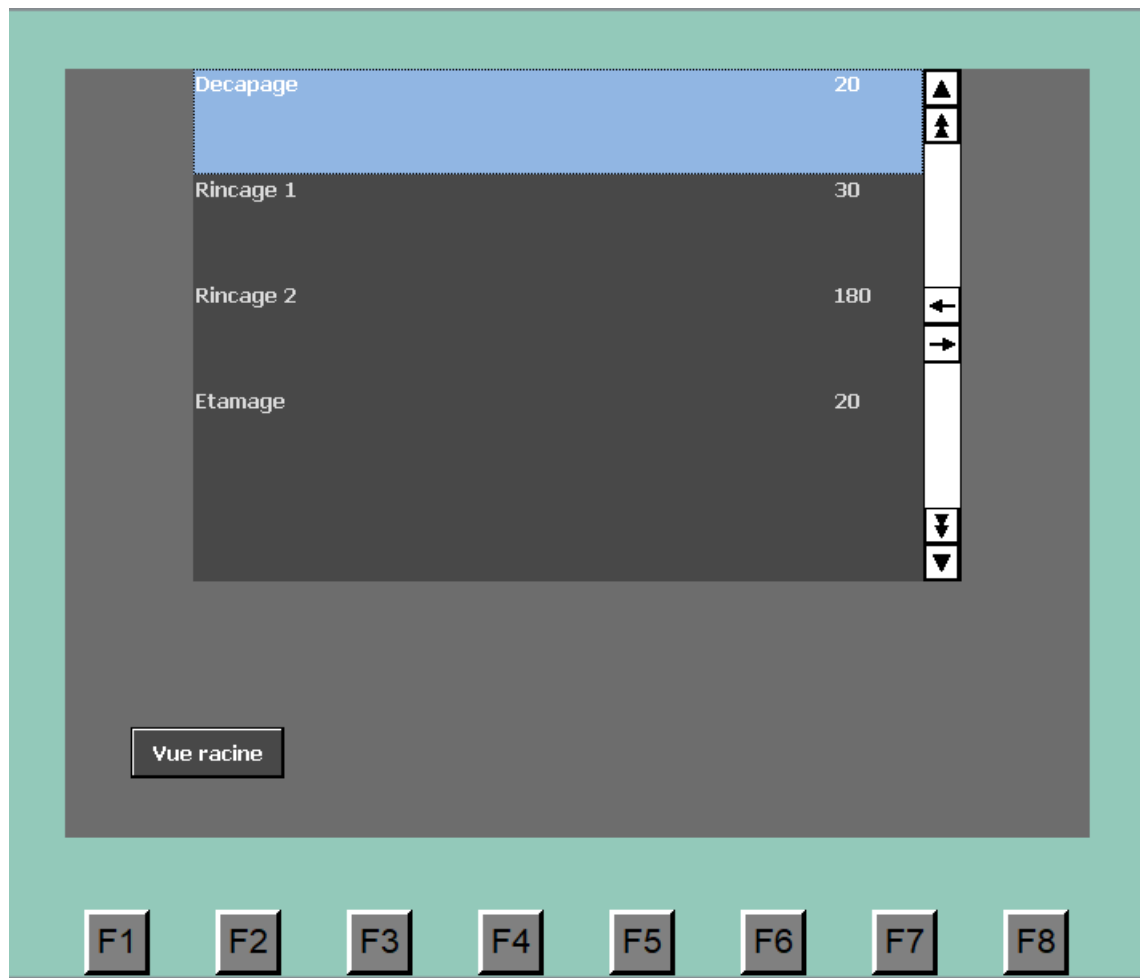 Decapage 20
Rincage 1 30
Rincage 2 180
Etamage 20
Vue racine
F1 F2 F3 F4 F5 F6 F7 F8